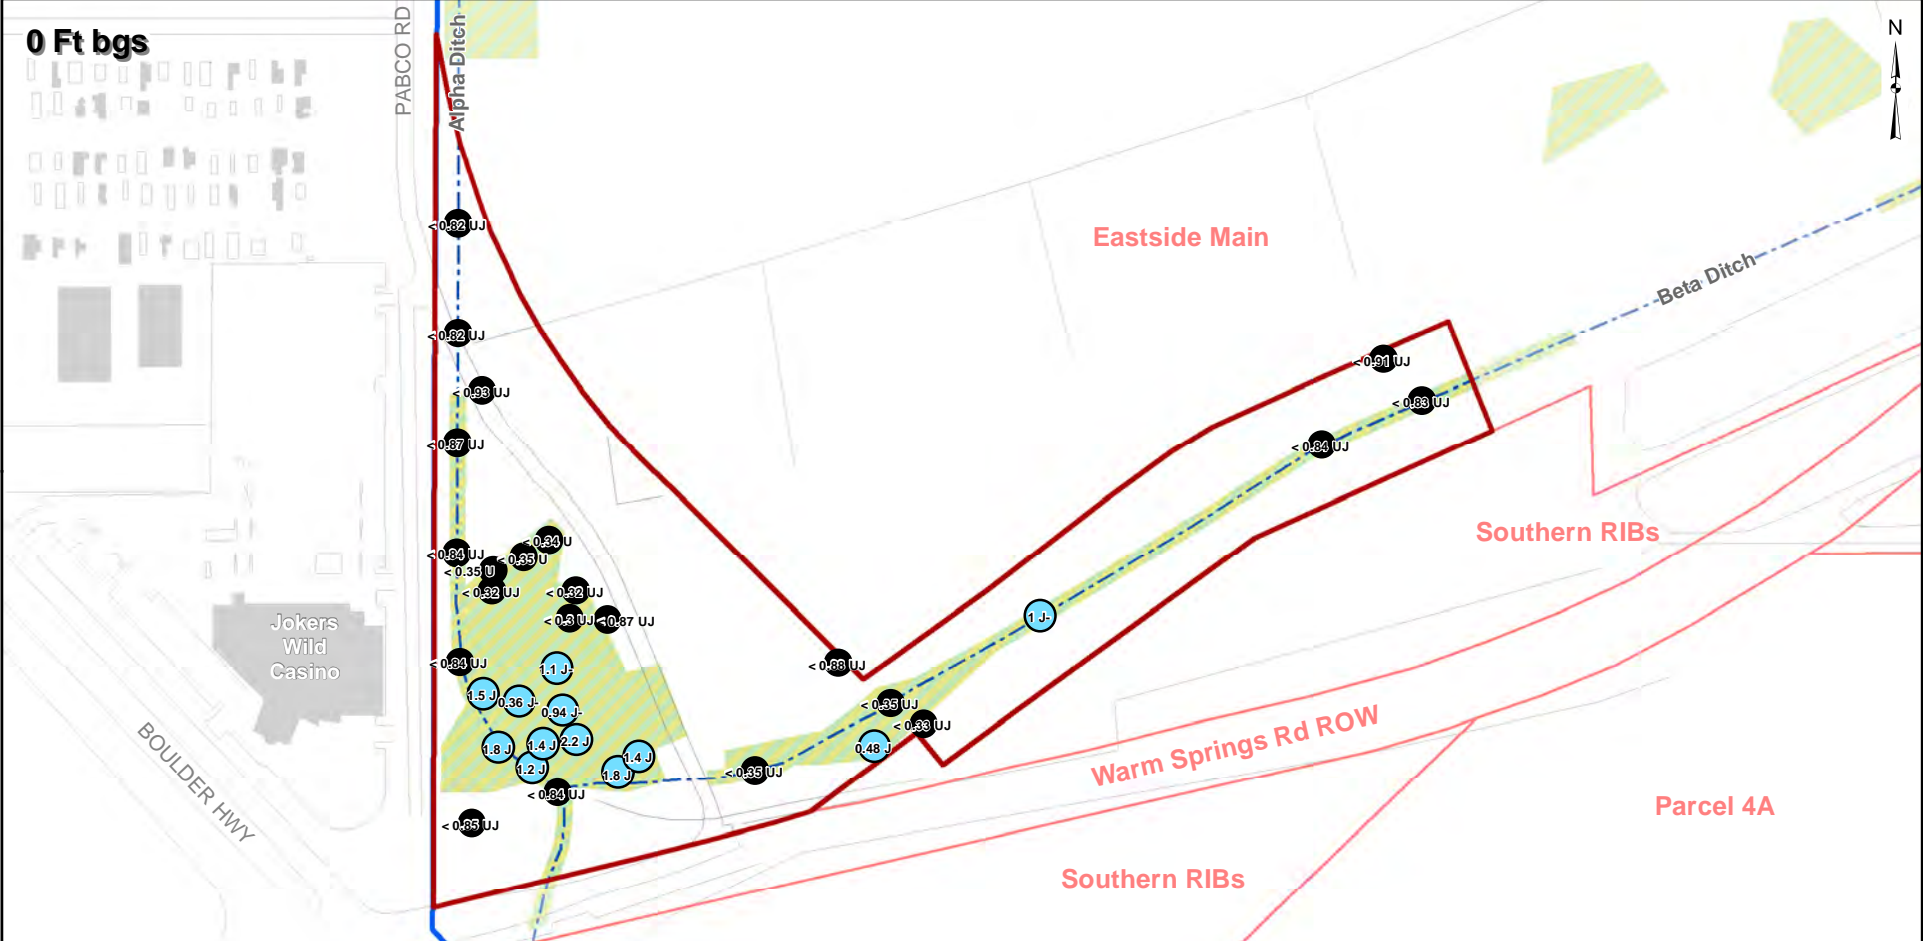 0 Ft bgs
N
PABCO RD
Alpha Ditch
< 0.82 UJ
Eastside Main
Beta Ditch
< 0.82 UJ
< 0.91 UJ
< 0.93 UJ
< 0.83 UJ
< 0.87 UJ
< 0.84 UJ
< 0.34 U
Southern RIBs
< 0.84 UJ
< 0.35 U
< 0.35 U
< 0.32 UJ
< 0.32 UJ
< 0.3 UJ
< 0.87 UJ
1 J-
Jokers
Wild
Casino
< 0.84 UJ
1.1 J-
< 0.88 UJ
1.5 J
0.36 J-
0.94 J-
< 0.35 UJ
< 0.33 UJ
1.8 J
1.4 J
2.2 J
0.48 J
1.4 J
1.2 J
1.8 J
< 0.35 UJ
Warm Springs Rd ROW
BOULDER HWY
< 0.84 UJ
Parcel 4A
< 0.85 UJ
Southern RIBs